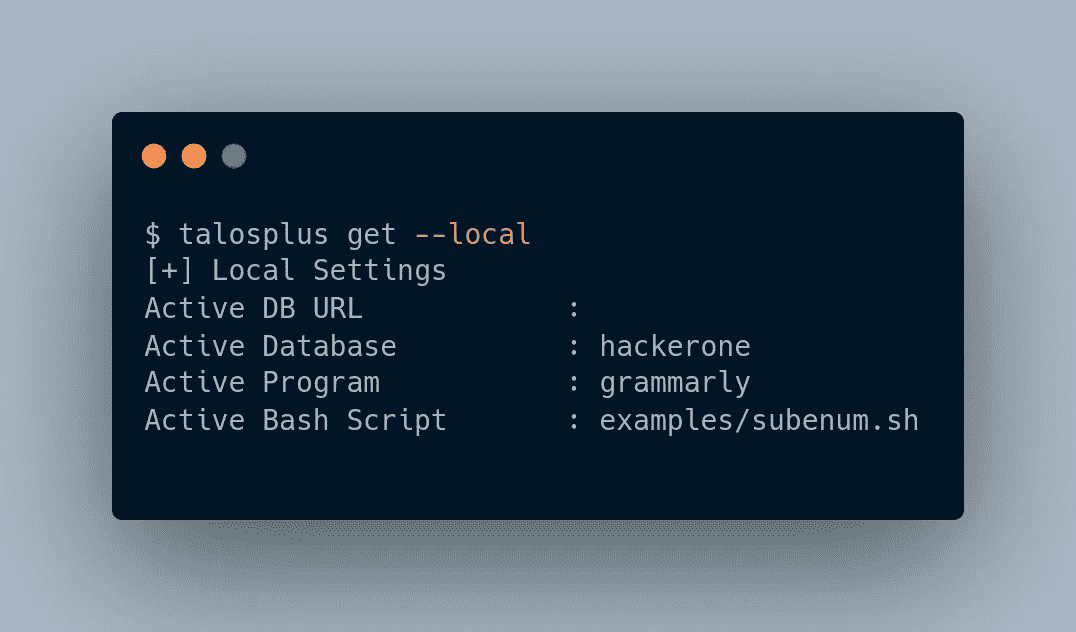 $ talosplus get --local
[+] Local Settings
Active DB URL            :
Active Database          : hackerone
Active Program           : grammarly
Active Bash Script       : examples/subenum.sh